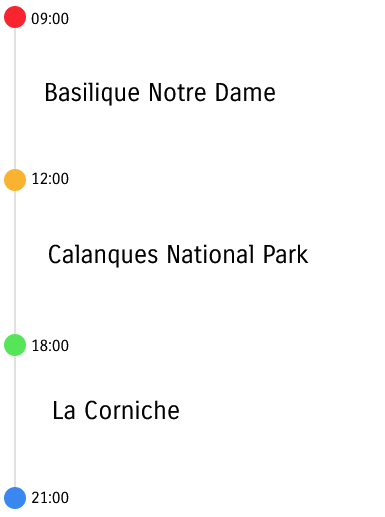 09:00
Basilique Notre Dame
12:00
Calanques National Park
18:00
La Corniche
21:00